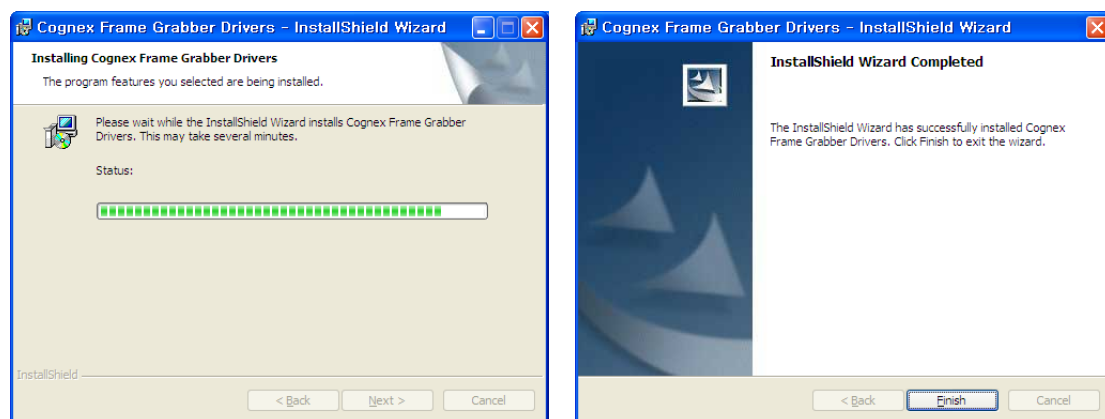 Cognex Frame Grabber Drivers - InstallShield Wizard
Installing Cognex Frame Grabber Drivers
The program features you selected are being installed.
Please wait while the InstallShield Wizard installs Cognex Frame Grabber
Drivers. This may take several minutes.
Status:
InstallShield
< Back
Next >
Cancel
Cognex Frame Grabber Drivers - InstallShield Wizard
InstallShield Wizard Completed
The InstallShield Wizard has successfully installed Cognex
Frame Grabber Drivers. Click Finish to exit the wizard.
< Back
Finish
Cancel